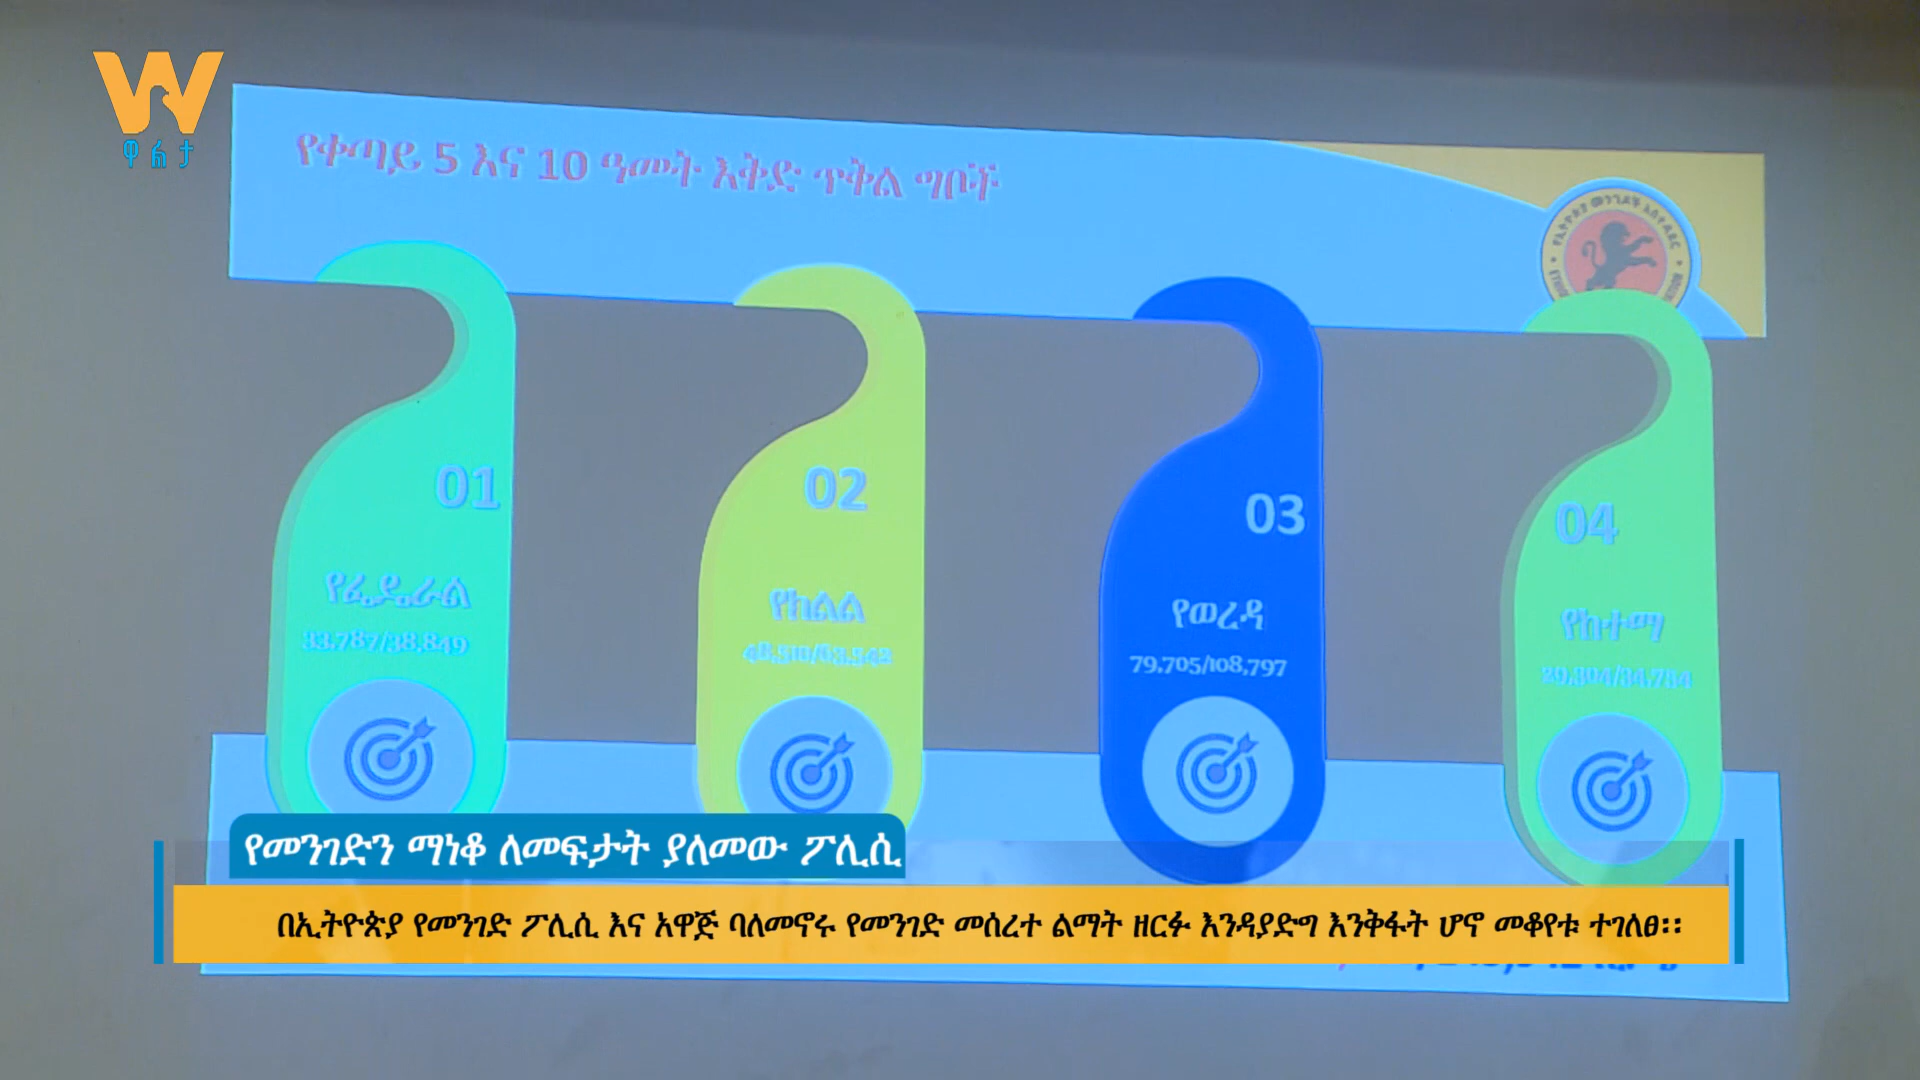 ዋልታ
የቀጣይ 5 እና 10 ዓመት እቅድ ጥቅል ግቦች
01
የፌዴራል
33,787/38,849
02
የክልል
03
የወረዳ
79,705/108,797
04
የከተማ
የመንገድን ማነቆ ለመፍታት ያለመው ፖሊሲ
በኢትዮጵያ የመንገድ ፖሊሲ እና አዋጅ ባለመኖሩ የመንገድ መሰረተ ልማት ዘርፉ እንዳያድግ እንቅፋት ሆኖ መቆየቱ ተገለፀ፡፡